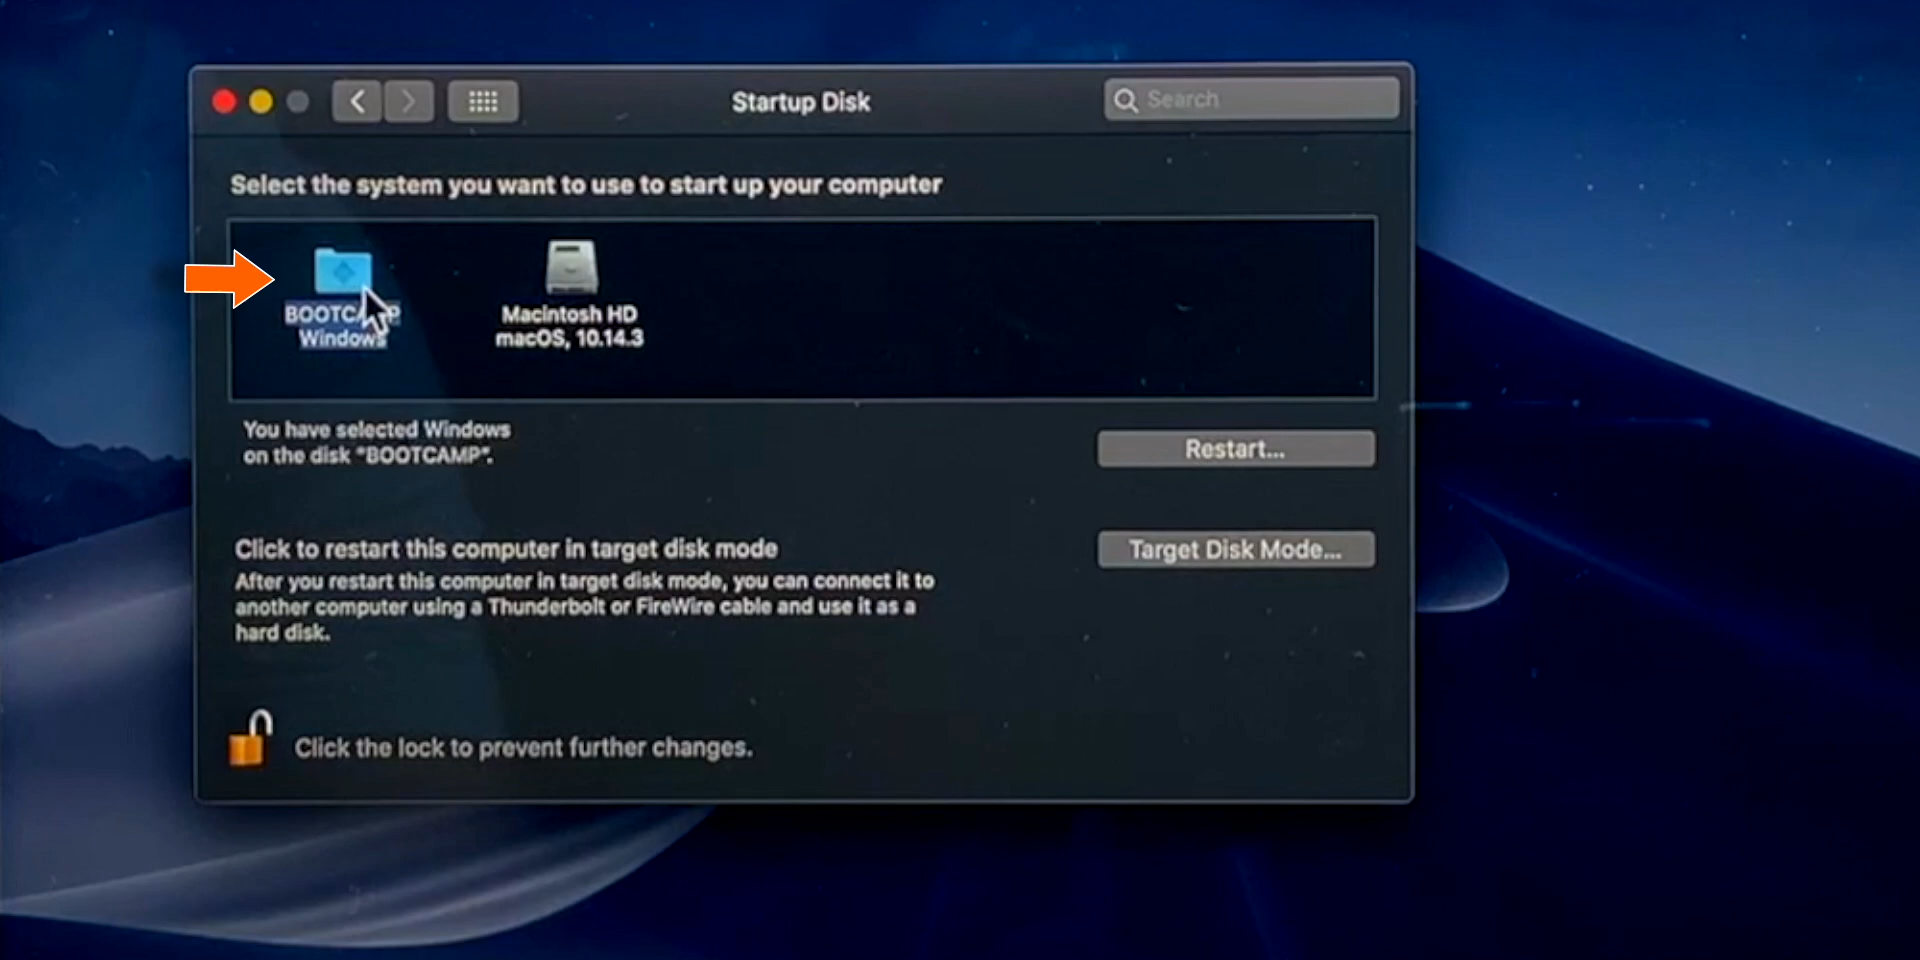 Startup Disk
Search
Select the system you want to use to start up your computer
BOOTCAMP
Windows
Macintosh HD
macOS, 10.14.3
You have selected Windows
on the disk "BOOTCAMP".
Restart...
Click to restart this computer in target disk mode
Target Disk Mode...
After you restart this computer in target disk mode, you can connect it to
another computer using a Thunderbolt or FireWire cable and use it as a
hard disk.
Click the lock to prevent further changes.